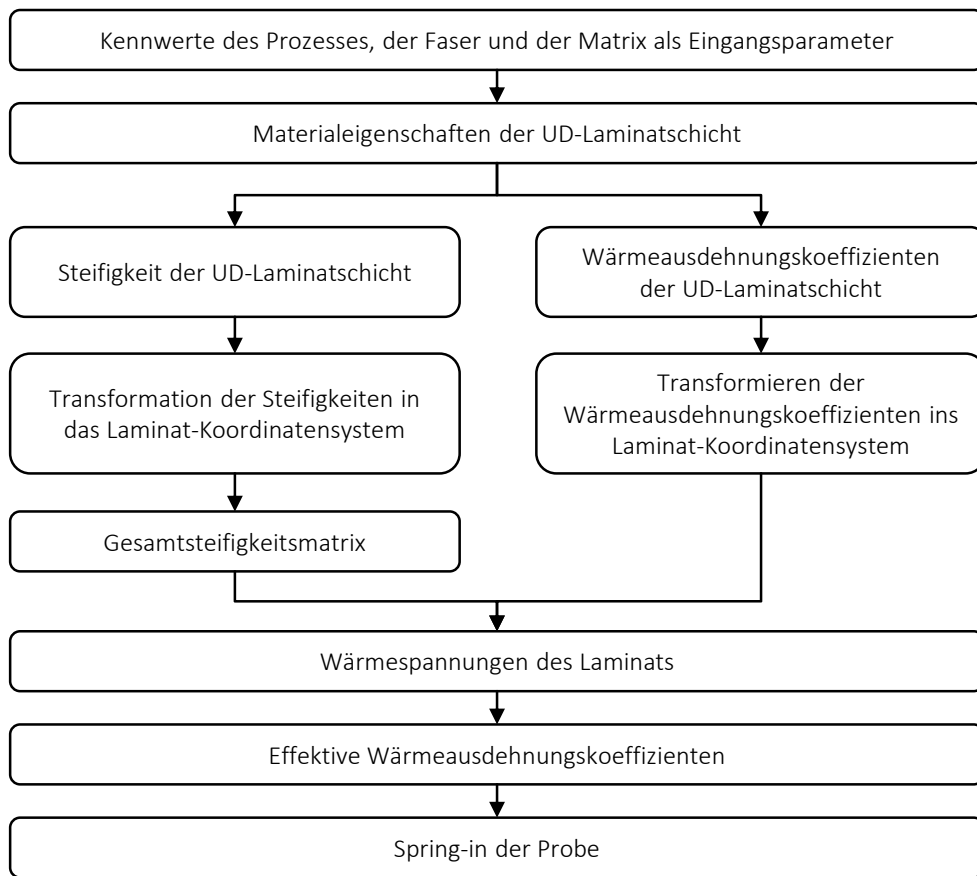 Kennwerte des Prozesses, der Faser und der Matrix als Eingangsparameter
Materialeigenschaften der UD-Laminatschicht
Steifigkeit der UD-Laminatschicht
Wärmeausdehnungskoeffizienten
der UD-Laminatschicht
Transformation der Steifigkeiten in
das Laminat-Koordinatensystem
Transformieren der
Wärmeausdehnungskoeffizienten ins
Laminat-Koordinatensystem
Gesamtsteifigkeitsmatrix
Wärmespannungen des Laminats
Effektive Wärmeausdehnungskoeffizienten
Spring-in der Probe